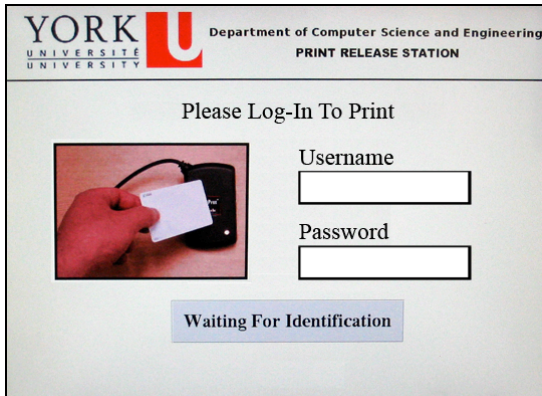 YORK U
UNIVERSITÉ
UNIVERSITY
Department of Computer Science and Engineering
PRINT RELEASE STATION
Please Log-In To Print
Username
Password
Waiting For Identification